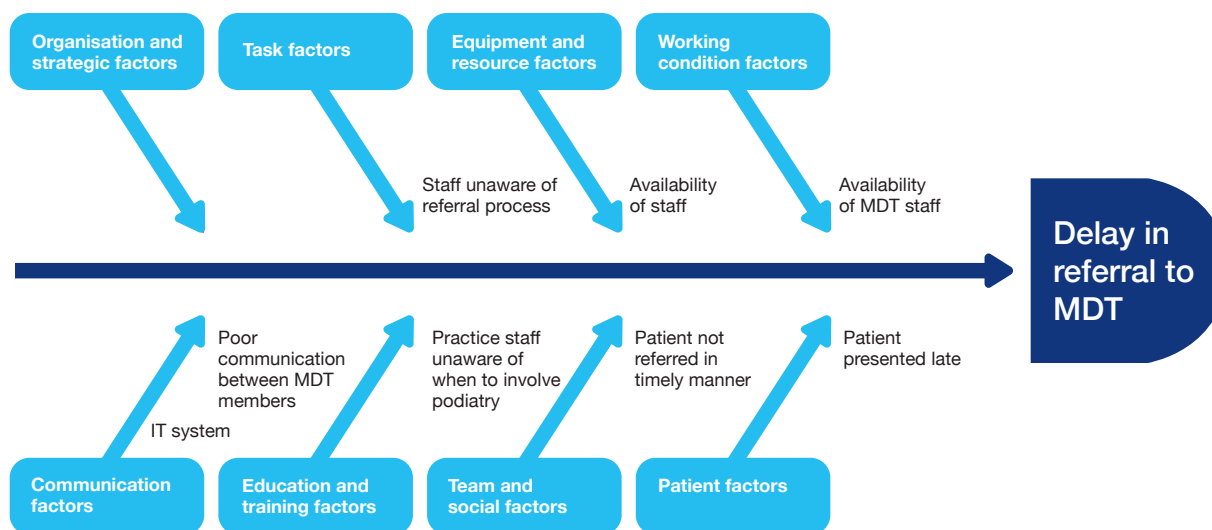 Organisation and
strategic factors
Task factors
Equipment and
resource factors
Working
condition factors
Staff unaware of
referral process
Availability
of staff
Availability
of MDT staff
Delay in
referral to
MDT
Poor
communication
between MDT
members
IT system
Practice staff
unaware of
when to involve
podiatry
Patient not
referred in
timely manner
Patient
presented late
Communication
factors
Education and
training factors
Team and
social factors
Patient factors